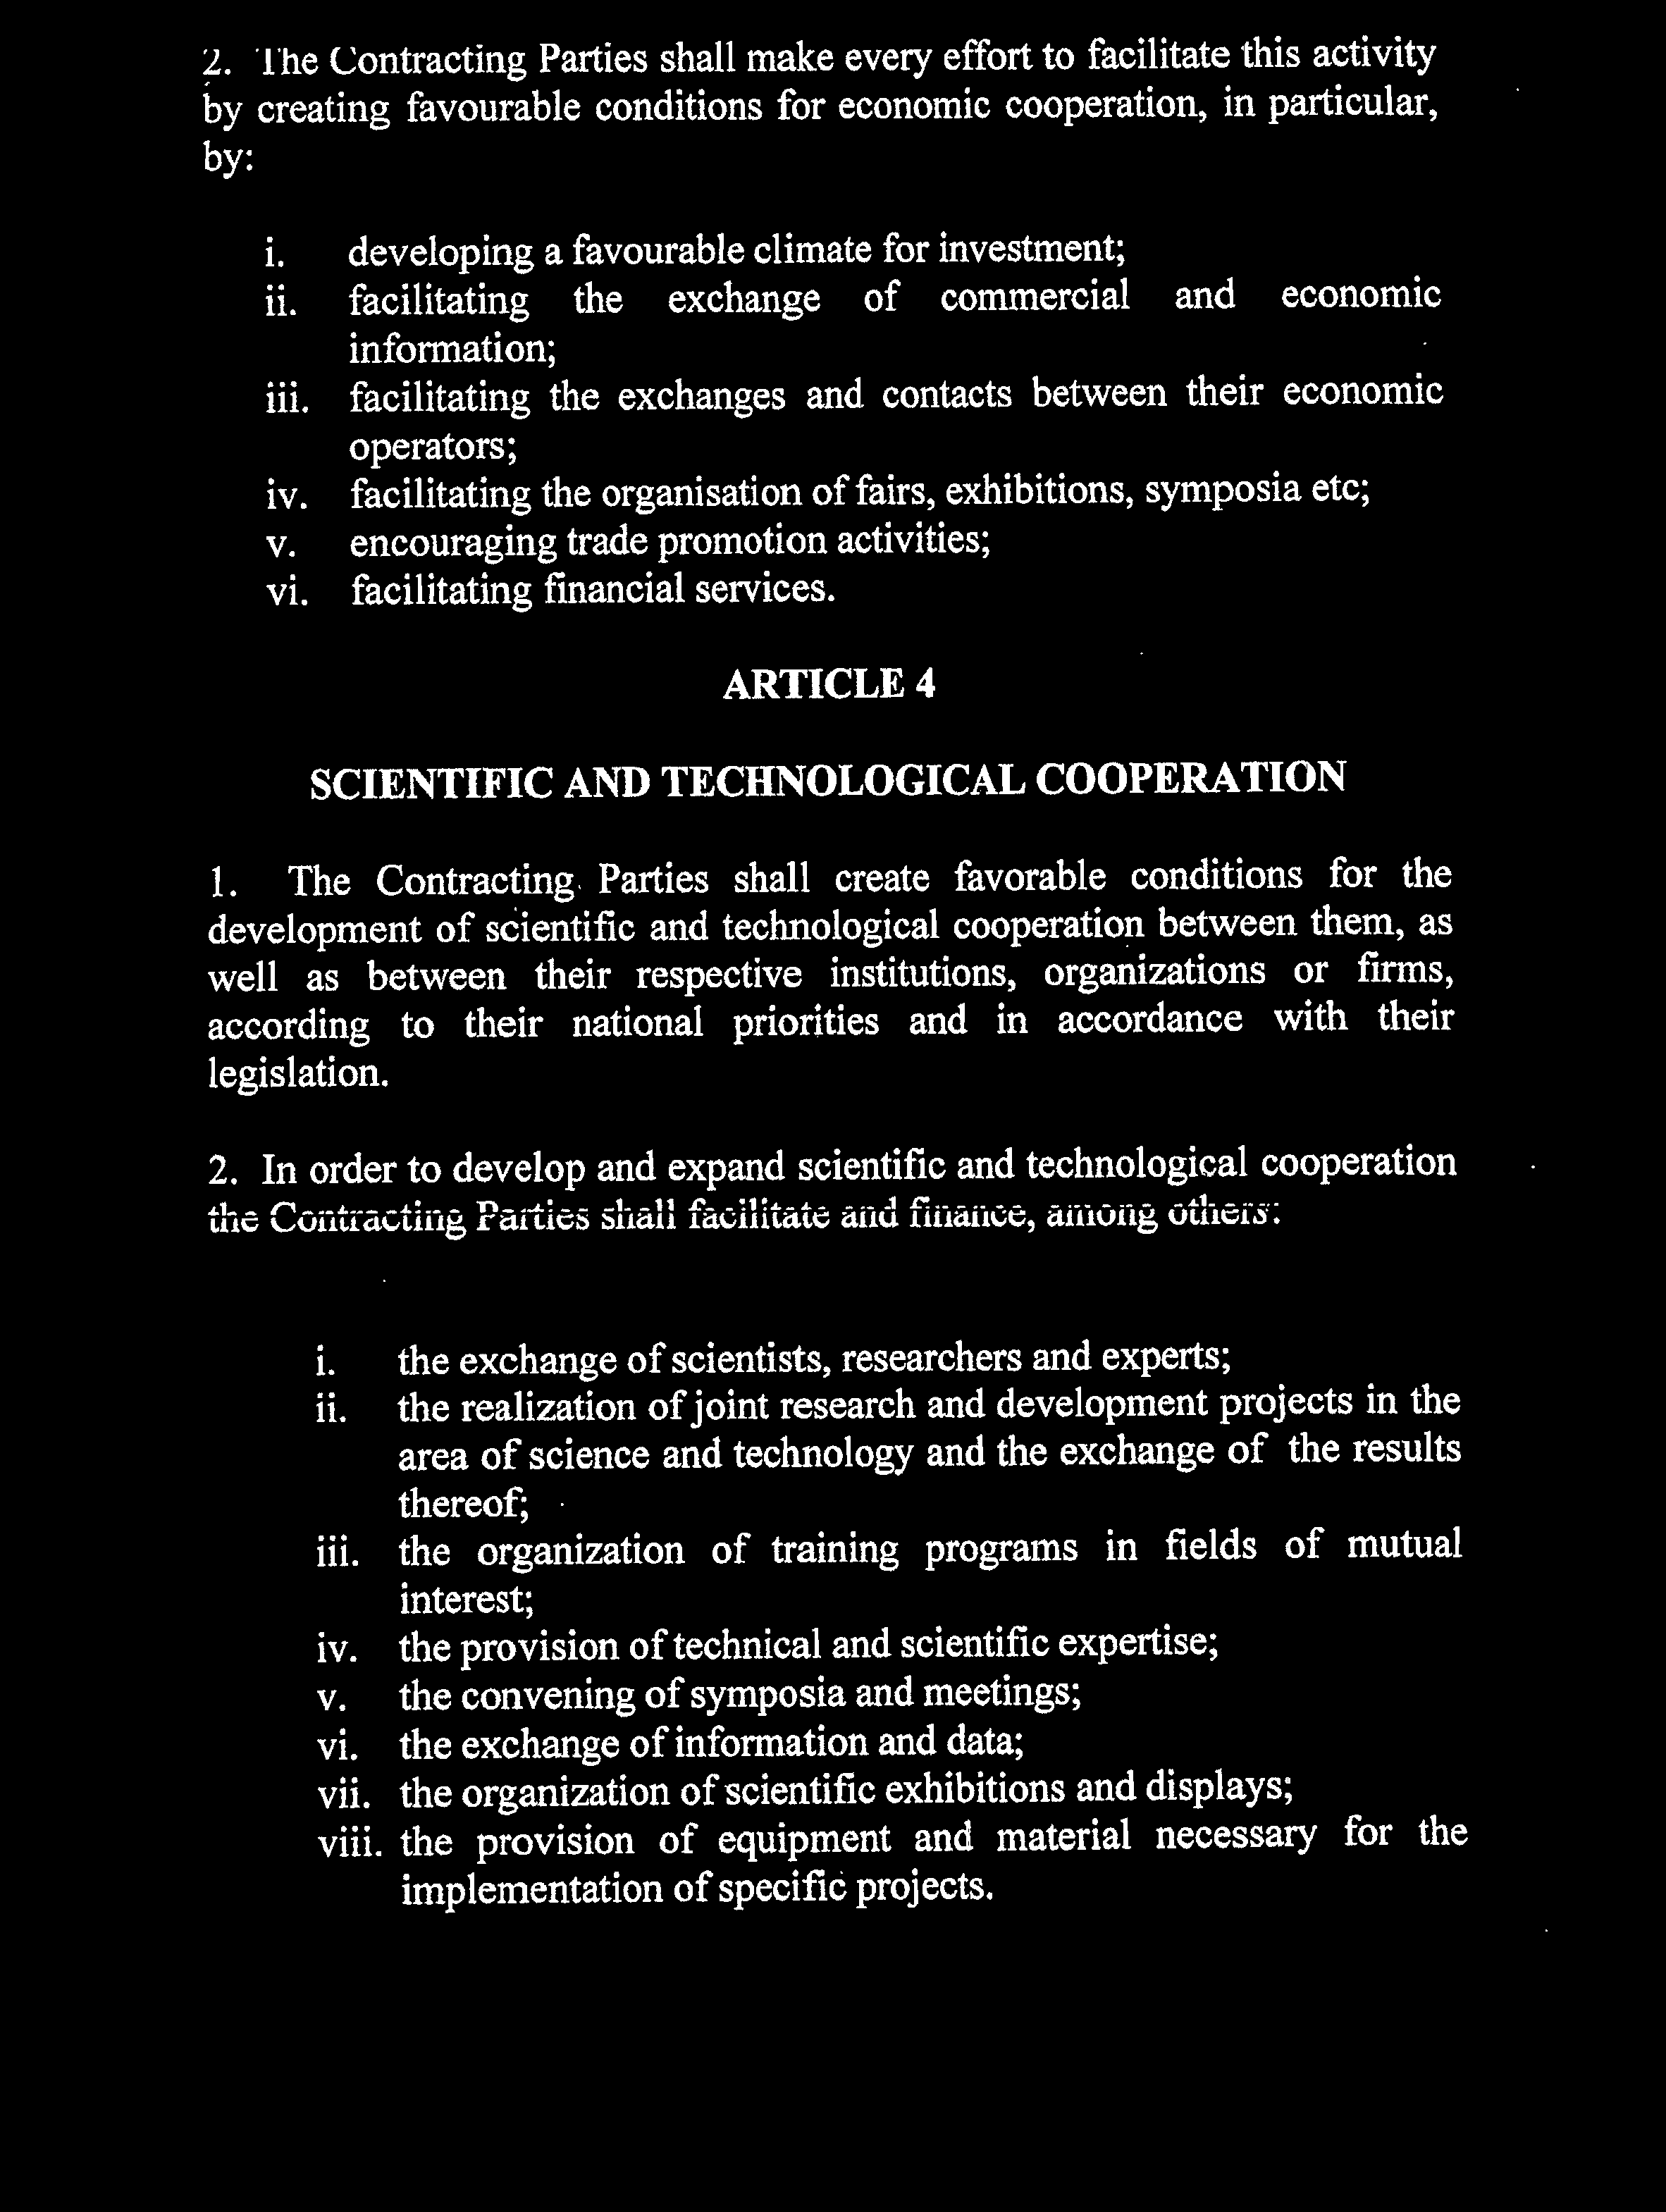 2. The Contracting Parties shall make every effort to facilitate this activity
by creating favourable conditions for economic cooperation, in particular,
by:
i. developing a favourable climate for investment;
ii. facilitating the exchange of commercial and economic
information;
iii. facilitating the exchanges and contacts between their economic
operators;
iv. facilitating the organisation of fairs, exhibitions, symposia etc;
v. encouraging trade promotion activities;
vi. facilitating financial services.
ARTICLE 4
SCIENTIFIC AND TECHNOLOGICAL COOPERATION
1. The Contracting Parties shall create favorable conditions for the
development of scientific and technological cooperation between them, as
well as between their respective institutions, organizations or firms,
according to their national priorities and in accordance with their
legislation.
2. In order to develop and expand scientific and technological cooperation
the Contracting Parties shall facilitate and finance, among others:
i. the exchange of scientists, researchers and experts;
ii. the realization of joint research and development projects in the
area of science and technology and the exchange of the results
thereof;
iii. the organization of training programs in fields of mutual
interest;
iv. the provision of technical and scientific expertise;
v. the convening of symposia and meetings;
vi. the exchange of information and data;
vii. the organization of scientific exhibitions and displays;
viii. the provision of equipment and material necessary for the
implementation of specific projects.